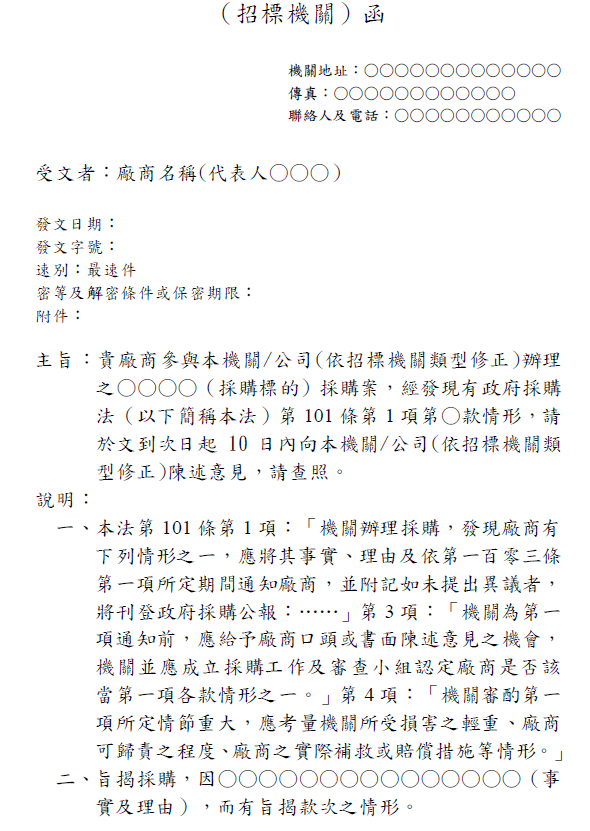 （招標機關）函
機關地址：○○○○○○○○○○○○○
傳真：○○○○○○○○○○○○
聯絡人及電話：○○○○○○○○○○○
受文者：廠商名稱(代表人○○○）
發文日期：
發文字號：
速別：最速件
密等及解密條件或保密期限：
附件：
主旨：貴廠商參與本機關/公司(依招標機關類型修正)辦理
之○○○○（採購標的）採購案，經發現有政府採購
法（以下簡稱本法）第 101 條第 1 項第○款情形，請
於文到次日起 10 日內向本機關/公司(依招標機關類
型修正)陳述意見，請查照。
說明：
一、本法第 101 條第 1 項：「機關辦理採購，發現廠商有
下列情形之一，應將其事實、理由及依第一百零三條
第一項所定期間通知廠商，並附記如未提出異議者，
將刊登政府採購公報：……」第 3 項：「機關為第一
項通知前，應給予廠商口頭或書面陳述意見之機會，
機關並應成立採購工作及審查小組認定廠商是否該
當第一項各款情形之一。」第 4 項：「機關審酌第一
項所定情節重大，應考量機關所受損害之輕重、廠商
可歸責之程度、廠商之實際補救或賠償措施等情形。」
二、旨揭採購，因○○○○○○○○○○○○○○○（事
實及理由），而有旨揭款次之情形。